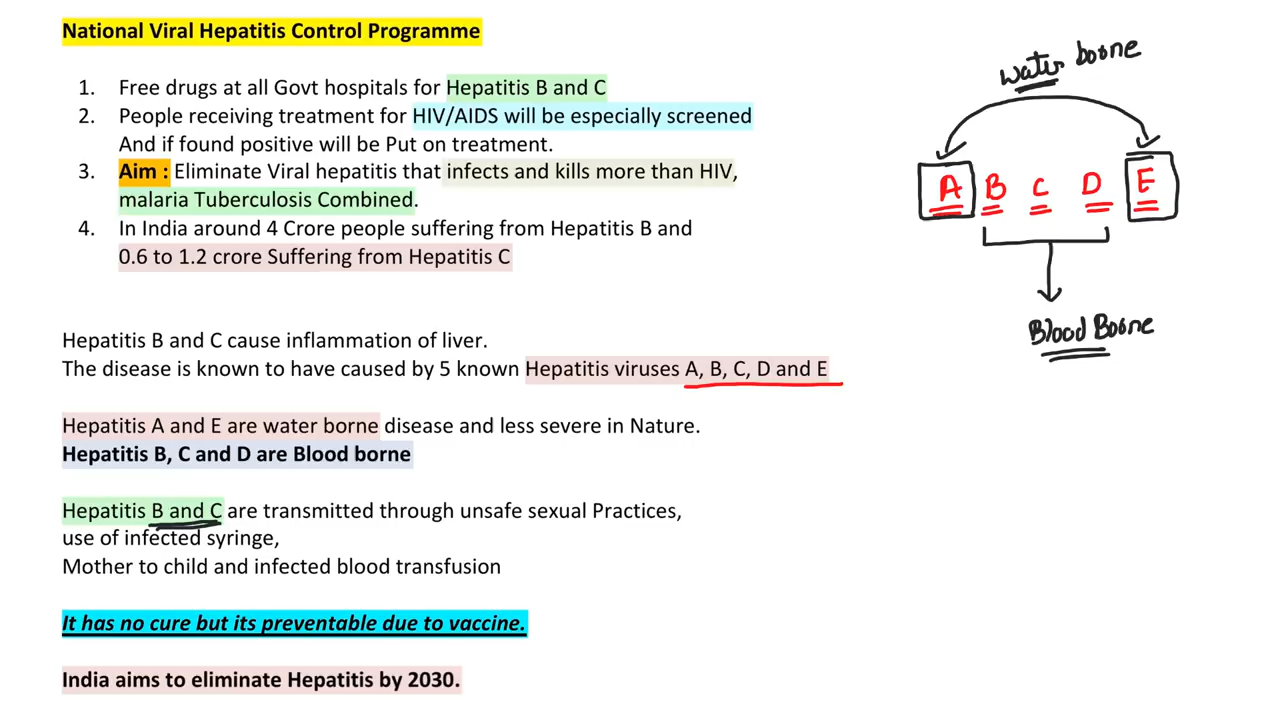 National Viral Hepatitis Control Programme
1. Free drugs at all Govt hospitals for Hepatitis B and C
2. People receiving treatment for HIV/AIDS will be especially screened
And if found positive will be Put on treatment.
3. Aim : Eliminate Viral hepatitis that infects and kills more than HIV,
malaria Tuberculosis Combined.
4. In India around 4 Crore people suffering from Hepatitis B and
0.6 to 1.2 crore Suffering from Hepatitis C
Hepatitis B and C cause inflammation of liver.
The disease is known to have caused by 5 known Hepatitis viruses A, B, C, D and E
Hepatitis A and E are water borne disease and less severe in Nature.
Hepatitis B, C and D are Blood borne
Hepatitis B and C are transmitted through unsafe sexual Practices,
use of infected syringe,
Mother to child and infected blood transfusion
It has no cure but its preventable due to vaccine.
India aims to eliminate Hepatitis by 2030.
water borne
A B C D E
Blood Borne